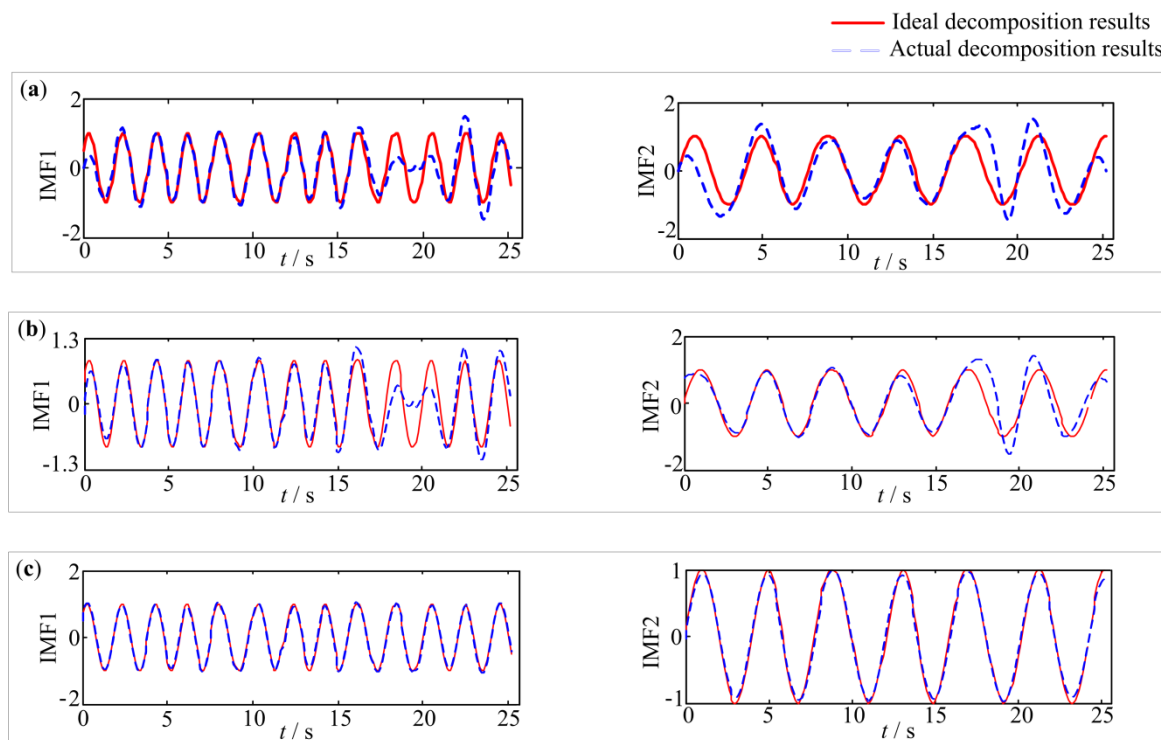 Ideal decomposition results
Actual decomposition results
(a)
2
0
-2
IMF1
0 5 10 15 20 25
t / s
2
0
-2
IMF2
0 5 10 15 20 25
t / s
(b)
1.3
0
-1.3
IMF1
0 5 10 15 20 25
t / s
2
0
-2
IMF2
0 5 10 15 20 25
t / s
(c)
2
0
-2
IMF1
0 5 10 15 20 25
t / s
1
0
-1
IMF2
0 5 10 15 20 25
t / s